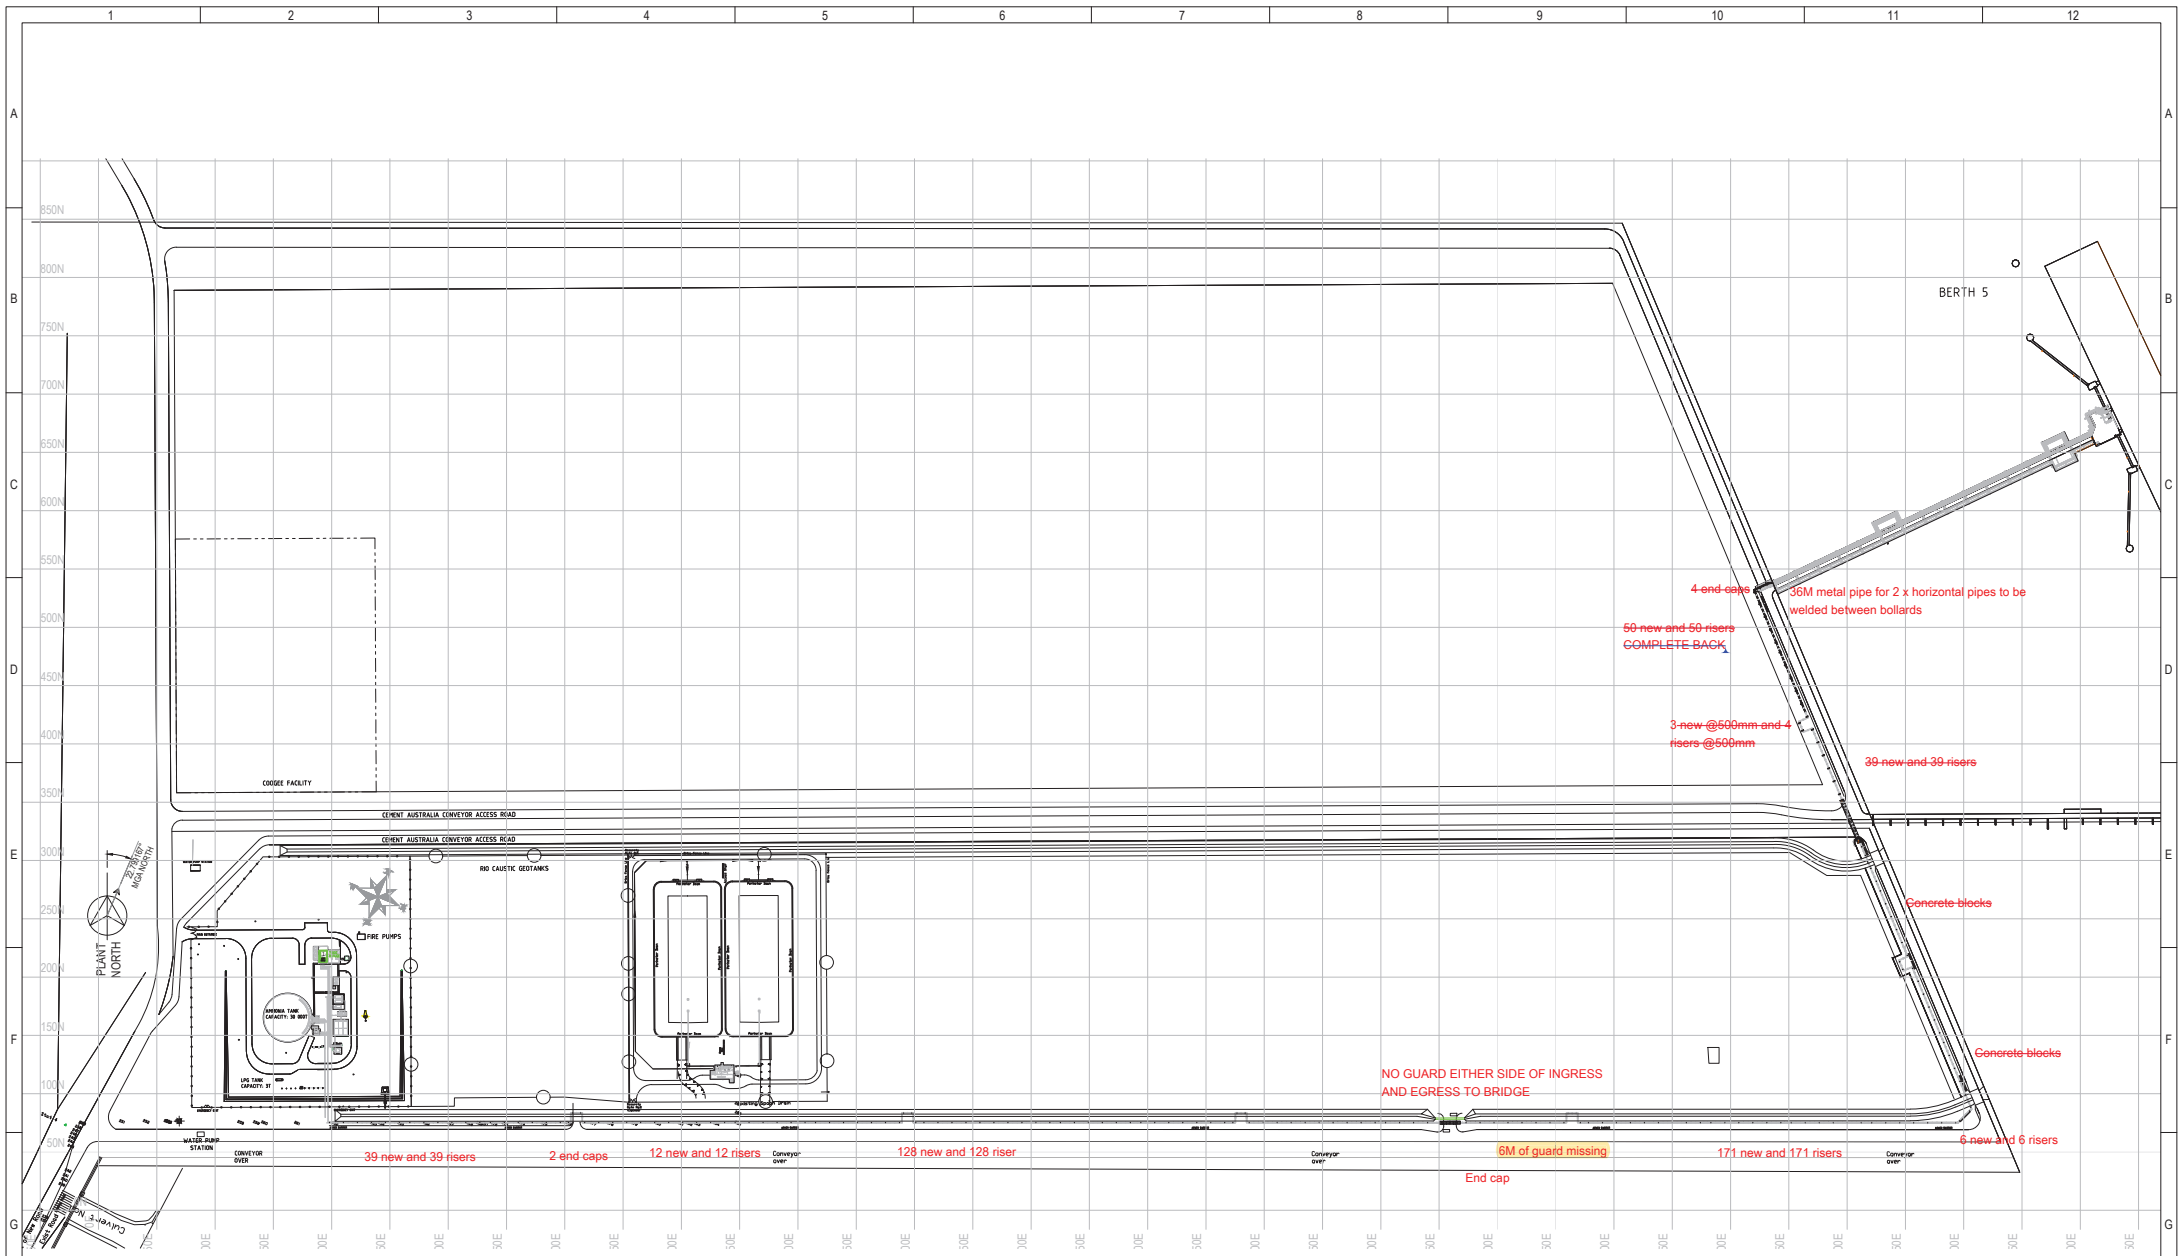 1 2 3 4 5 6 7 8 9 10 11 12
A A
850N
800N
B BERTH 5 B
750N
700N
650N
C C
600N
550N
4 end caps
36M metal pipe for 2 x horizontal pipes to be
welded between bollards
500N
50 new and 50 risers
COMPLETE BACK
D D
450N
3 new @500mm and 4
risers @500mm
400N
39 new and 39 risers
COOGEE FACILITY
350N
CEMENT AUSTRALIA CONVEYOR ACCESS ROAD
CEMENT AUSTRALIA CONVEYOR ACCESS ROAD
E E
300N
22.79016°
MGA NORTH
RIO CAUSTIC GEOTANKS
Concrete blocks
250N
PLANT
NORTH
FIRE PUMPS
200N
AMMONIA TANK
150N
F F
Concrete blocks
LPG TANK
CAPACITY: 3T
100N
NO GUARD EITHER SIDE OF INGRESS
AND EGRESS TO BRIDGE
50N
WATER PUMP
STATION
CONVEYOR
OVER
39 new and 39 risers
2 end caps
12 new and 12 risers
Conveyor
over
128 new and 128 riser
Conveyor
over
6M of guard missing
End cap
171 new and 171 risers
Conveyor
over
6 new and 6 risers
G G